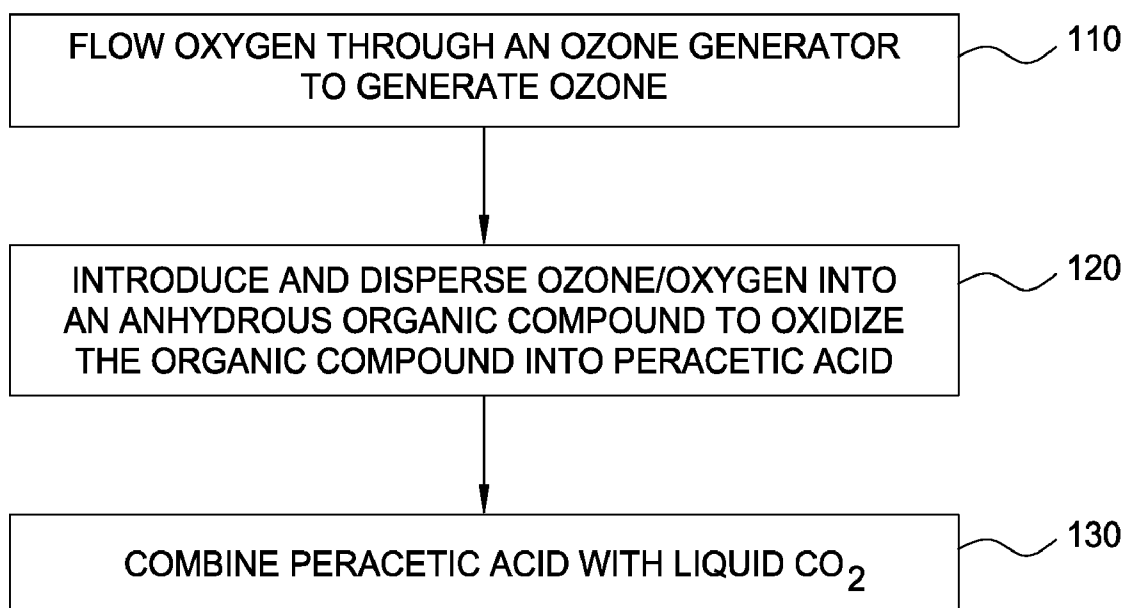 FLOW OXYGEN THROUGH AN OZONE GENERATOR
TO GENERATE OZONE
110
INTRODUCE AND DISPERSE OZONE/OXYGEN INTO
AN ANHYDROUS ORGANIC COMPOUND TO OXIDIZE
THE ORGANIC COMPOUND INTO PERACETIC ACID
120
COMBINE PERACETIC ACID WITH LIQUID CO2
130